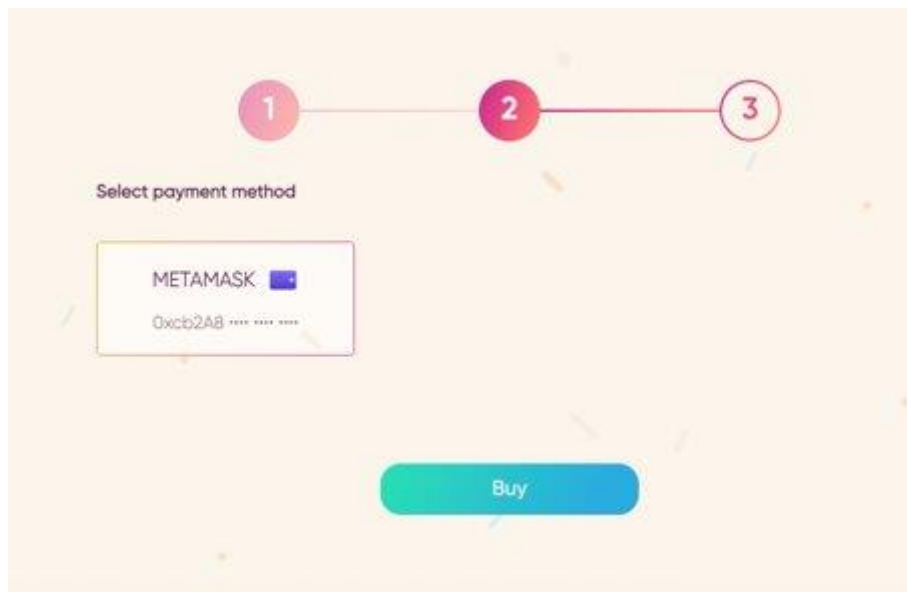 1 2 3
Select payment method
METAMASK
0xcb2A8 •••• •••• ••••
Buy